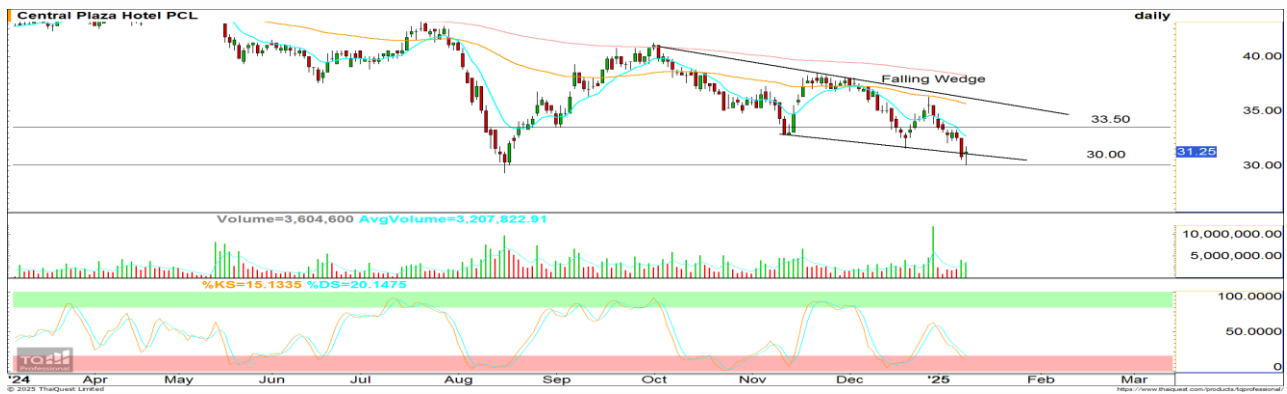 Central Plaza Hotel PCL
daily
40.00
Falling Wedge
35.00
33.50
31.25
30.00
30.00
Volume=3,604,600 AvgVolume=3,207,822.91
10,000,000.00
5,000,000.00
%KS=15.1335 %DS=20.1475
100.0000
50.0000
0
TQ
Professional
'24 Apr May Jun Jul Aug Sep Oct Nov Dec '25 Feb Mar
© 2025 ThaiQuest Limited
https://www.thaiquest.com/products/tqprofessional/